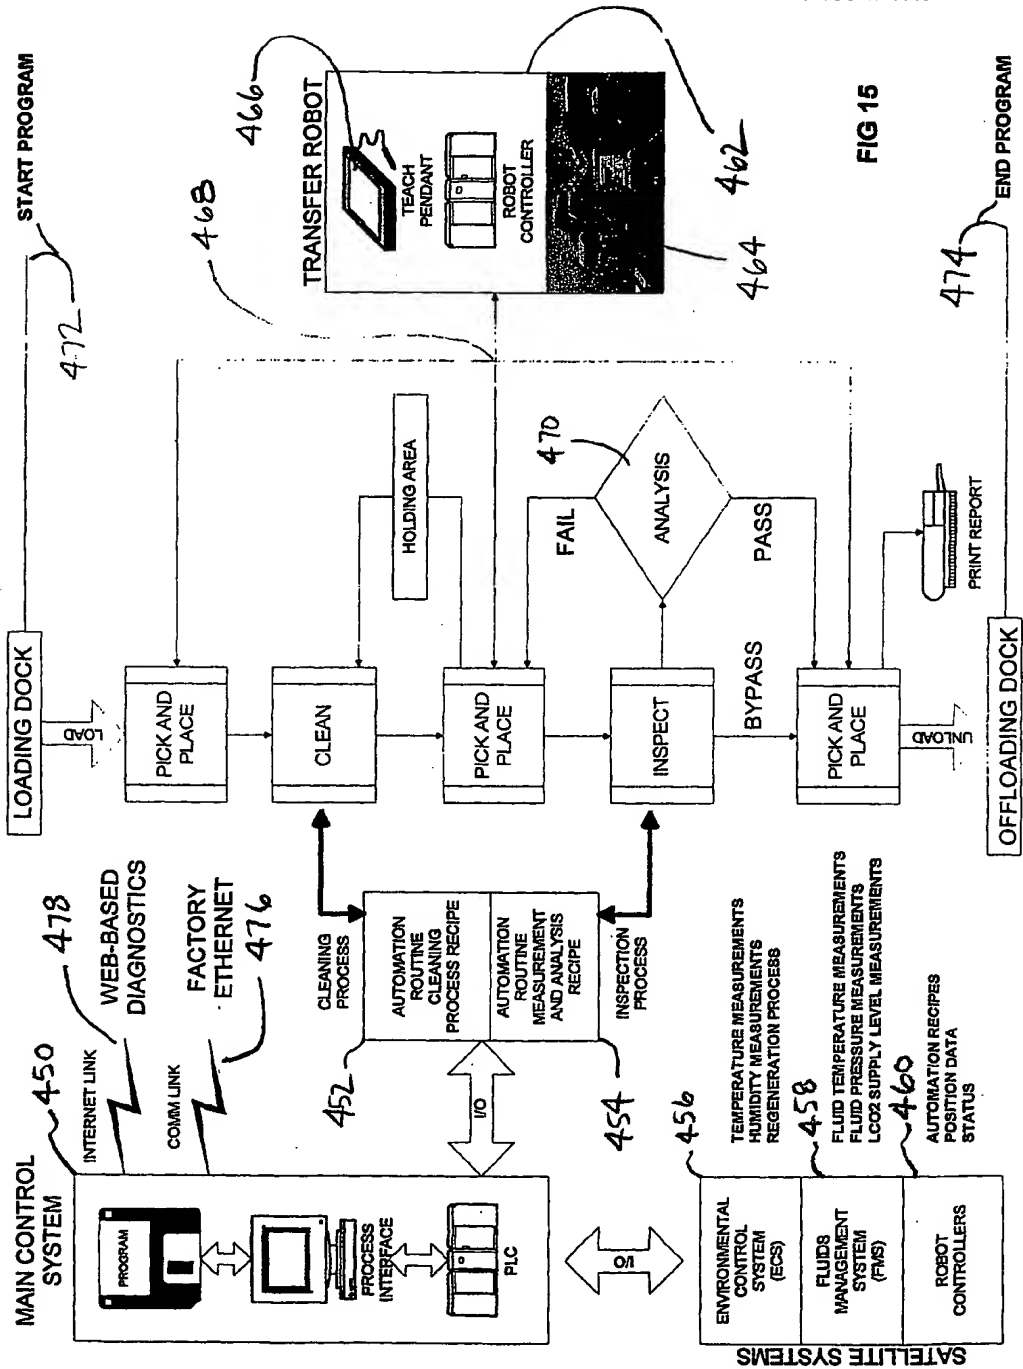 FIG 15
MAIN CONTROL
SYSTEM
450
INTERNET LINK
478
WEB-BASED
DIAGNOSTICS
COMM LINK
476
FACTORY
ETHERNET
PROGRAM
PROCESS
INTERFACE
PLC
I/O
I/O
452
CLEANING
PROCESS
AUTOMATION
ROUTINE
CLEANING
PROCESS RECIPE
AUTOMATION
ROUTINE
MEASUREMENT
AND ANALYSIS
RECIPE
454
INSPECTION
PROCESS
SATELLITE SYSTEMS
ENVIRONMENTAL
CONTROL
SYSTEM
(ECS)
456
TEMPERATURE MEASUREMENTS
HUMIDITY MEASUREMENTS
REGENERATION PROCESS
FLUIDS
MANAGEMENT
SYSTEM
(FMS)
458
FLUID TEMPERATURE MEASUREMENTS
FLUID PRESSURE MEASUREMENTS
LCO2 SUPPLY LEVEL MEASUREMENTS
ROBOT
CONTROLLERS
460
AUTOMATION RECIPES
POSITION DATA
STATUS
LOADING DOCK
472
START PROGRAM
LOAD
PICK AND
PLACE
CLEAN
HOLDING AREA
PICK AND
PLACE
INSPECT
FAIL
470
ANALYSIS
PASS
BYPASS
PICK AND
PLACE
PRINT REPORT
UNLOAD
OFFLOADING DOCK
474
END PROGRAM
468
TRANSFER ROBOT
466
TEACH
PENDANT
ROBOT
CONTROLLER
462
464